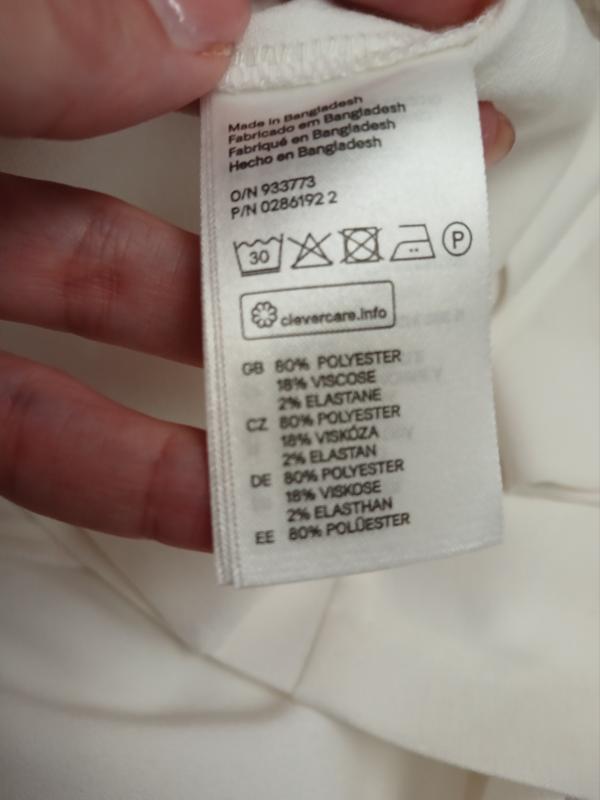 Made in Bangladesh
Fabricado em Bangladesh
Fabriqué en Bangladesh
Hecho en Bangladesh
O/N 933773
P/N 0286192 2
30
P
clevercare.info
GB 80% POLYESTER
18% VISCOSE
2% ELASTANE
CZ 80% POLYESTER
18% VISKÓZA
2% ELASTAN
DE 80% POLYESTER
18% VISKOSE
2% ELASTHAN
EE 80% POLÜESTER